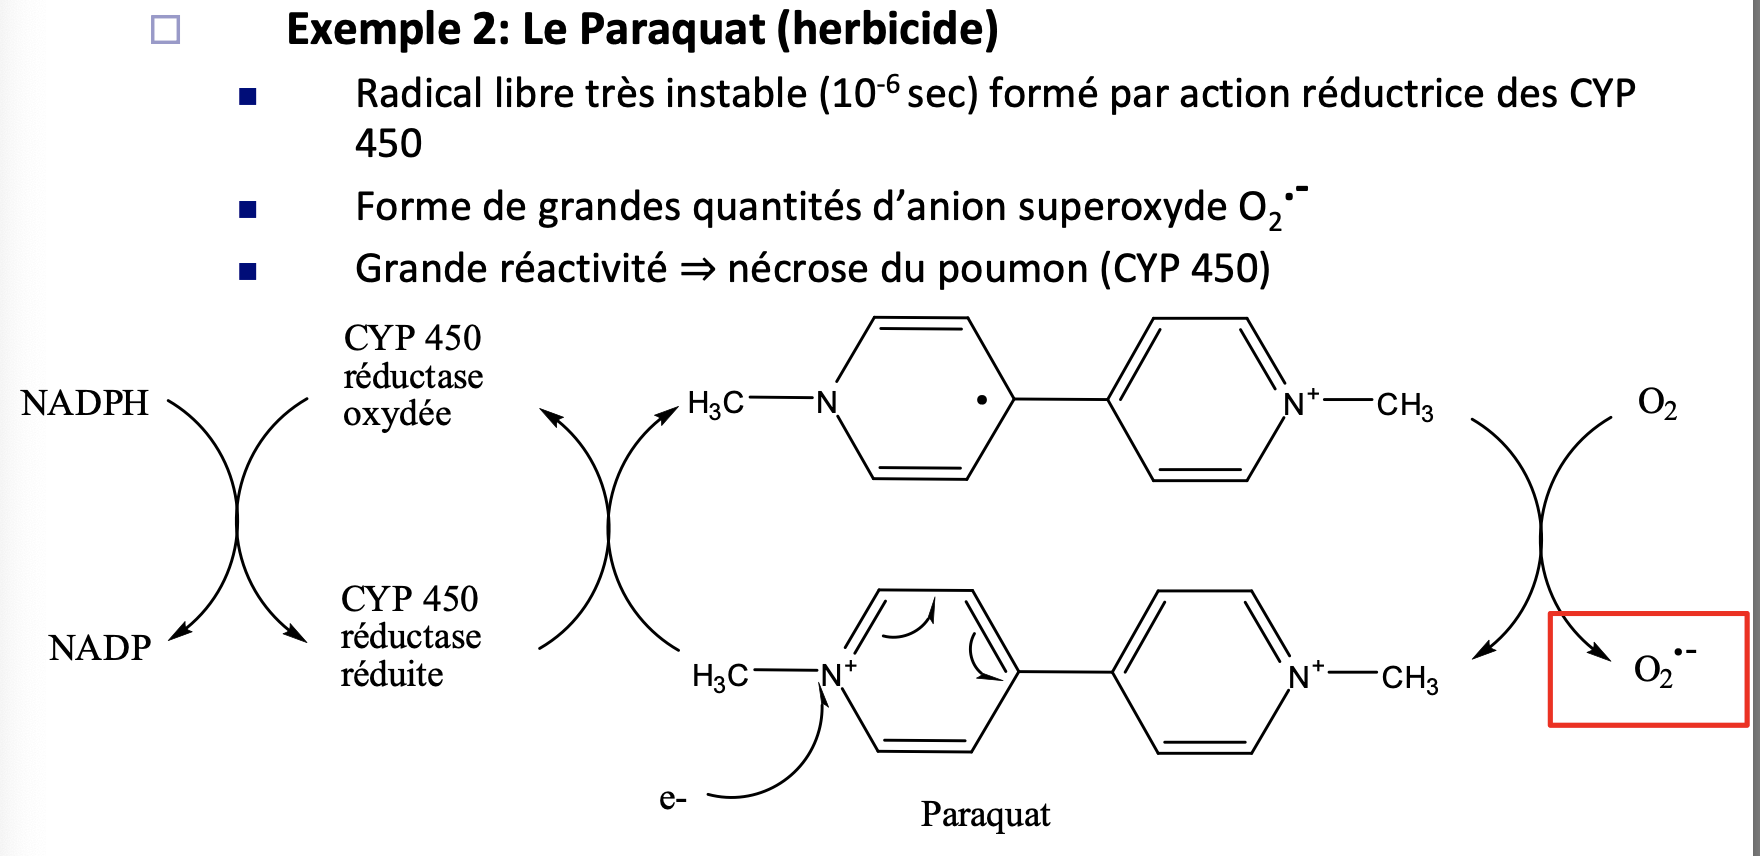 Exemple 2: Le Paraquat (herbicide)
Radical libre très instable (10⁻⁶ sec) formé par action réductrice des CYP
450
Forme de grandes quantités d’anion superoxyde O₂•⁻
Grande réactivité ⇒ nécrose du poumon (CYP 450)
NADPH
CYP 450
réductase
oxydée
H₃C
N
•
N⁺
CH₃
O₂
NADP
CYP 450
réductase
réduite
H₃C
N⁺
N⁺
CH₃
O₂•⁻
e-
Paraquat